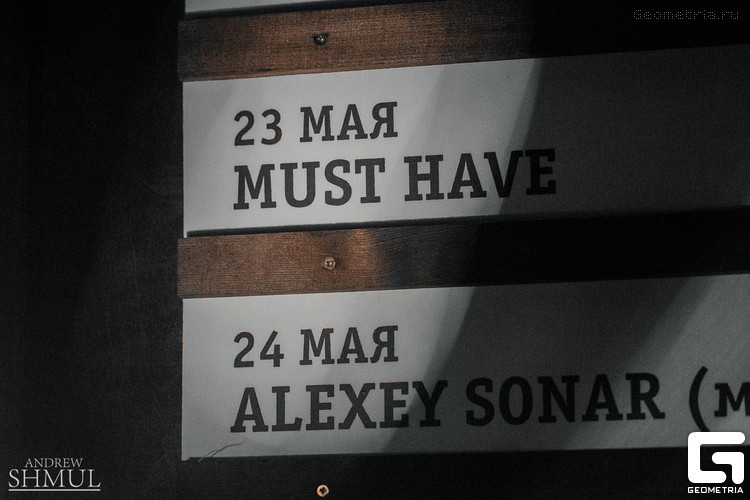 Geometria.ru
23 МАЯ
MUST HAVE
24 МАЯ
ALEXEY SONAR (М
ANDREW
SHMUL
GEOMETRIA